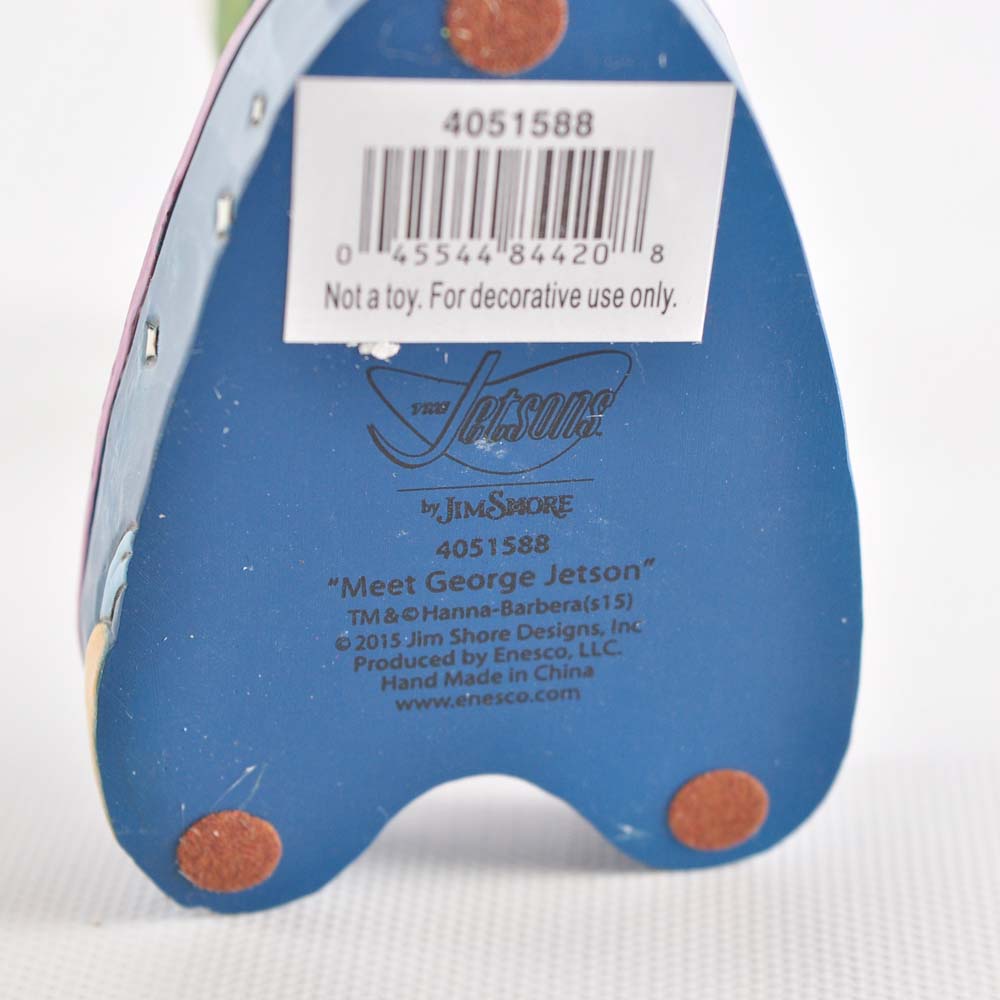 4051588
0 45544 84420 8
Not a toy. For decorative use only.
THE Jetsons
by JIM SHORE
4051588
"Meet George Jetson"
TM & © Hanna-Barbera(s15)
© 2015 Jim Shore Designs, Inc
Produced by Enesco, LLC.
Hand Made in China
www.enesco.com